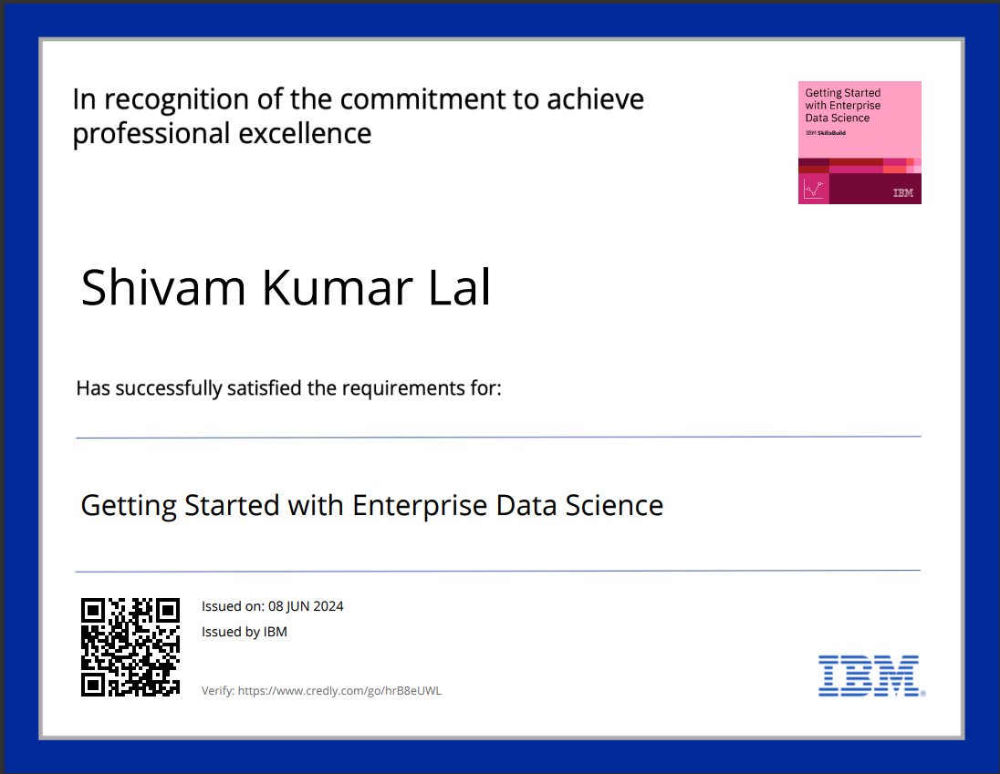 In recognition of the commitment to achieve
professional excellence
Getting Started
with Enterprise
Data Science
IBM SkillsBuild
IBM
Shivam Kumar Lal
Has successfully satisfied the requirements for:
Getting Started with Enterprise Data Science
Issued on: 08 JUN 2024
Issued by IBM
Verify: https://www.credly.com/go/hrB8eUWL
IBM®